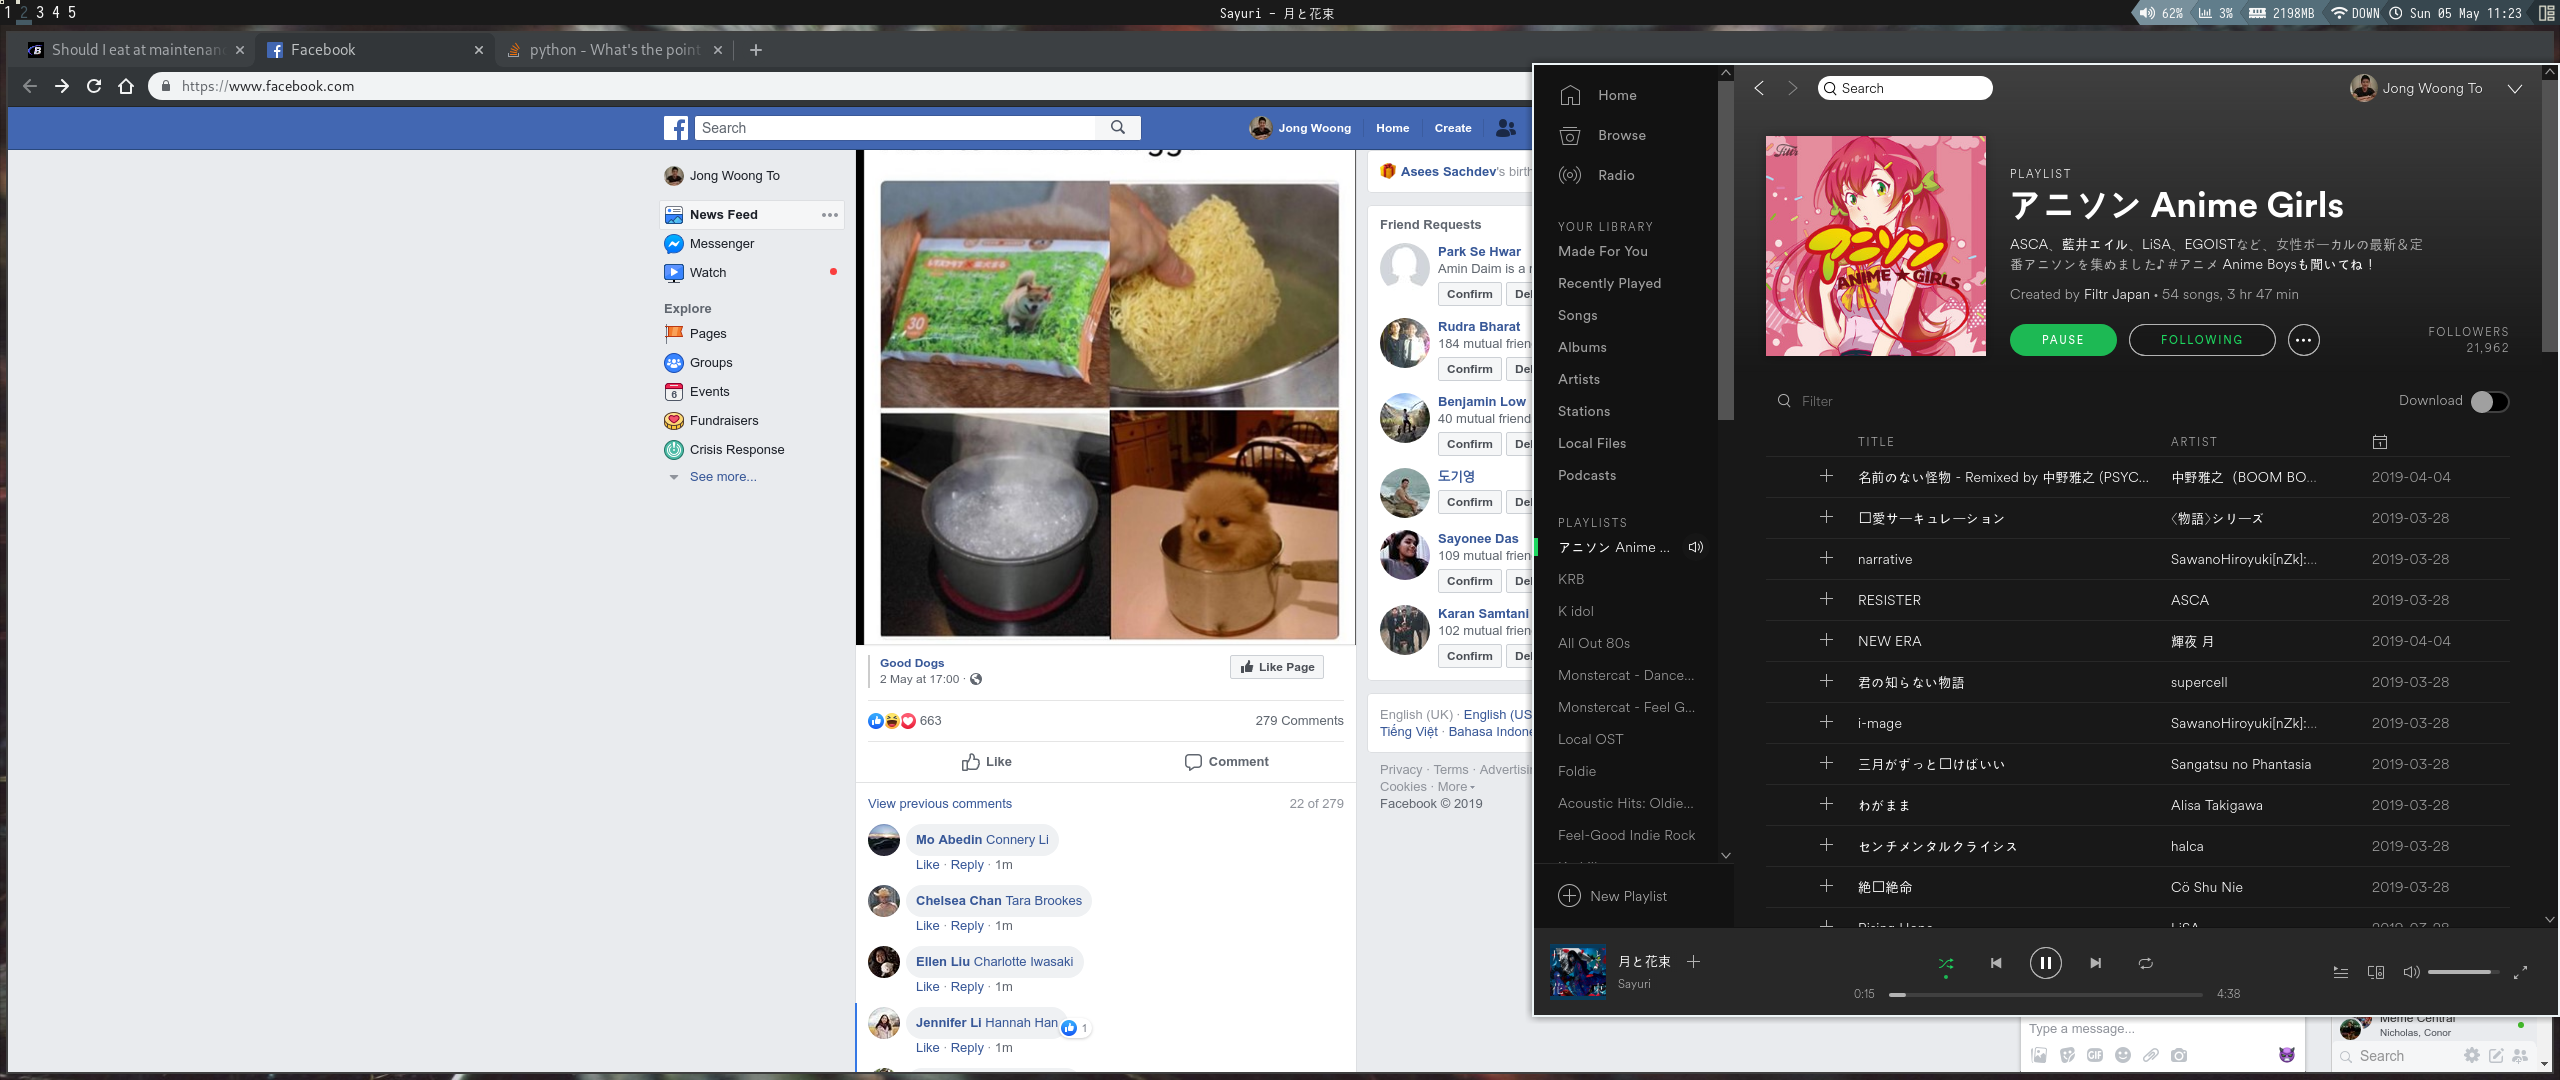 1 2 3 4 5
Sayuri - 月と花束
62% 3% 2198MB DOWN Sun 05 May 11:23
Should I eat at maintenan
Facebook
python - What's the point
https://www.facebook.com
Search
Jong Woong
Home
Create
Jong Woong To
News Feed
Messenger
Watch
Explore
Pages
Groups
Events
Fundraisers
Crisis Response
See more...
30
Good Dogs
2 May at 17:00 ·
Like Page
663
279 Comments
Like
Comment
View previous comments
22 of 279
Mo Abedin Connery Li
Like · Reply · 1m
Chelsea Chan Tara Brookes
Like · Reply · 1m
Ellen Liu Charlotte Iwasaki
Like · Reply · 1m
Jennifer Li Hannah Han
1
Like · Reply · 1m
Asees Sachdev's birth
Friend Requests
Park Se Hwar
Amin Daim is a
Confirm
Del
Rudra Bharat
184 mutual frien
Confirm
Del
Benjamin Low
40 mutual friend
Confirm
Del
도기영
Confirm
Del
Sayonee Das
109 mutual frien
Confirm
Del
Karan Samtani
102 mutual frien
Confirm
Del
English (UK) · English (US
Tiếng Việt · Bahasa Indone
Privacy · Terms · Advertisi
Cookies · More
Facebook © 2019
Home
Browse
Radio
YOUR LIBRARY
Made For You
Recently Played
Songs
Albums
Artists
Stations
Local Files
Podcasts
PLAYLISTS
アニソン Anime ...
KRB
K idol
All Out 80s
Monstercat - Dance...
Monstercat - Feel G...
Local OST
Foldie
Acoustic Hits: Oldie...
Feel-Good Indie Rock
New Playlist
Search
Jong Woong To
Filtr
アニソン
ANIME★GIRLS
PLAYLIST
アニソン Anime Girls
ASCA、藍井エイル、LiSA、EGOISTなど、女性ボーカルの最新&定
番アニソンを集めました♪ #アニメ Anime Boysも聞いてね！
Created by Filtr Japan • 54 songs, 3 hr 47 min
PAUSE
FOLLOWING
FOLLOWERS
21,962
Filter
Download
TITLE ARTIST
名前のない怪物 - Remixed by 中野雅之 (PSYC... 中野雅之（BOOM BO... 2019-04-04
□愛サーキュレーション 〈物語〉シリーズ 2019-03-28
narrative SawanoHiroyuki[nZk]:... 2019-03-28
RESISTER ASCA 2019-03-28
NEW ERA 輝夜 月 2019-04-04
君の知らない物語 supercell 2019-03-28
i-mage SawanoHiroyuki[nZk]:... 2019-03-28
三月がずっと□けばいい Sangatsu no Phantasia 2019-03-28
わがまま Alisa Takigawa 2019-03-28
センチメンタルクライシス halca 2019-03-28
絶□絶命 Cö Shu Nie 2019-03-28
Rising Hope LiSA 2019-03-28
月と花束
Sayuri
0:15
4:38
Type a message...
GIF
Meme Central
Nicholas, Conor
Search